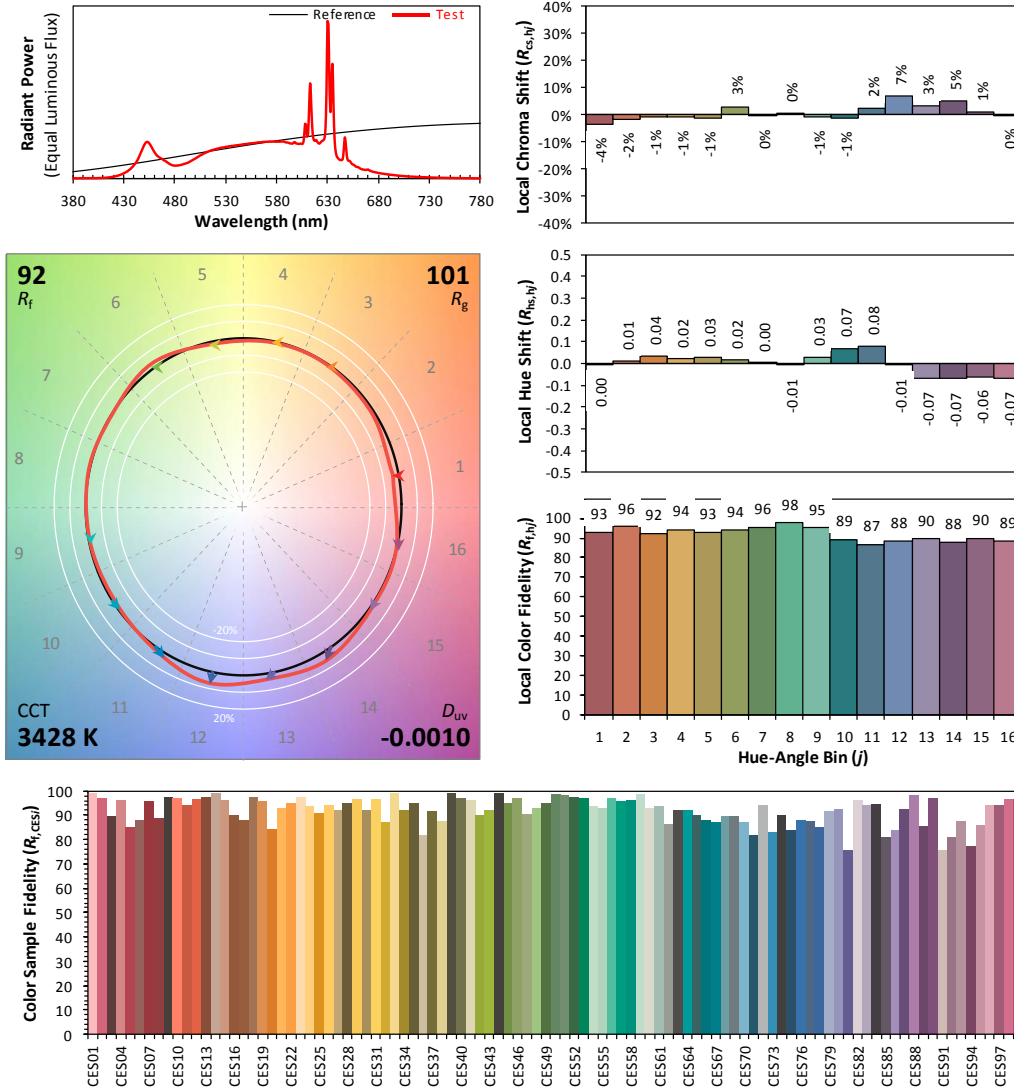 Radiant Power
(Equal Luminous Flux)
Reference
Test
380 430 480 530 580 630 680 730 780
Wavelength (nm)
Local Chroma Shift (Rcs,hj)
40%
30%
20%
10%
0%
-10%
-20%
-30%
-40%
-4% -2% -1% -1% -1% 3% 0% 0% -1% -1% 2% 7% 3% 5% 1% 0%
92
Rf
101
Rg
5 4
6 3
7 2
8 1
9 16
10 15
11 14
12 13
-20%
20%
CCT
3428 K
Duv
-0.0010
Local Hue Shift (Rhs,hj)
0.5
0.4
0.3
0.2
0.1
0.0
-0.1
-0.2
-0.3
-0.4
-0.5
0.00 0.01 0.04 0.02 0.03 0.02 0.00 -0.01 0.03 0.07 0.08 -0.01 -0.07 -0.07 -0.06 -0.07
Local Color Fidelity (Rf,hj)
100
90
80
70
60
50
40
30
20
10
0
93 96 92 94 93 94 96 98 95 89 87 88 90 88 90 89
1 2 3 4 5 6 7 8 9 10 11 12 13 14 15 16
Hue-Angle Bin (j)
Color Sample Fidelity (Rf,CESi)
100
90
80
70
60
50
40
30
20
10
0
CES01 CES04 CES07 CES10 CES13 CES16 CES19 CES22 CES25 CES28 CES31 CES34 CES37 CES40 CES43 CES46 CES49 CES52 CES55 CES58 CES61 CES64 CES67 CES70 CES73 CES76 CES79 CES82 CES85 CES88 CES91 CES94 CES97